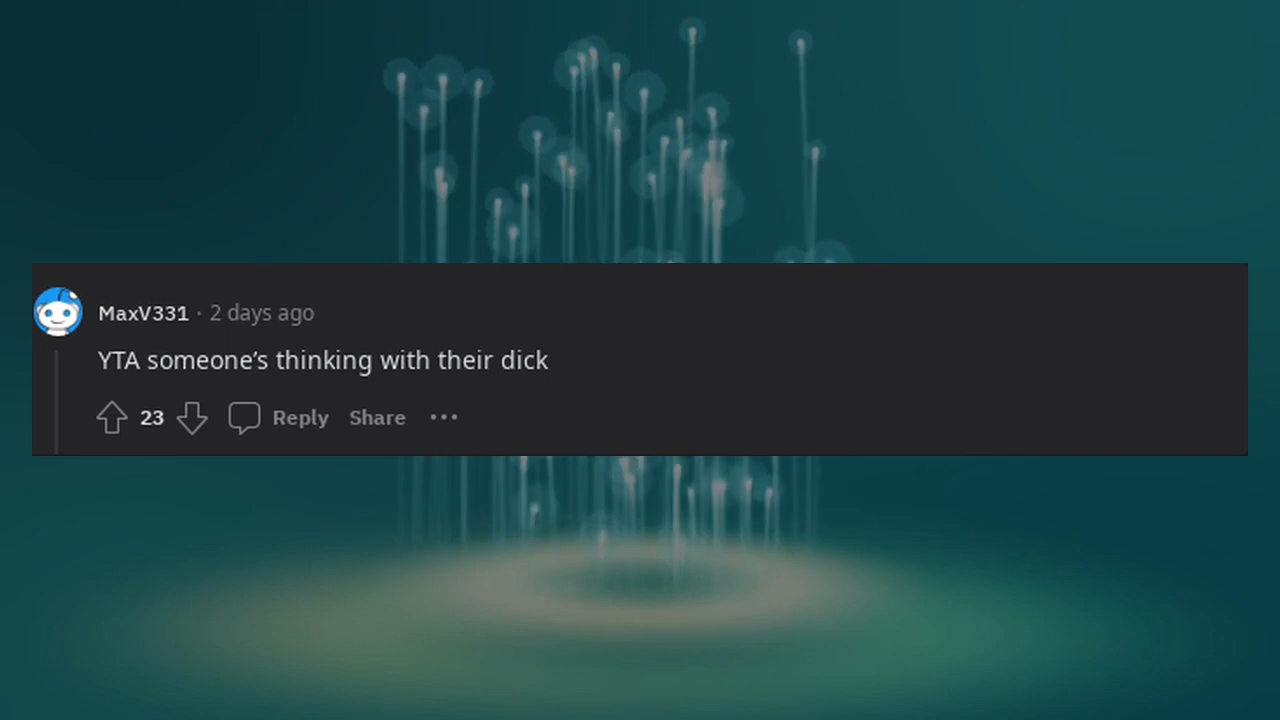 MaxV331 · 2 days ago
YTA someone’s thinking with their dick
23 Reply Share ···